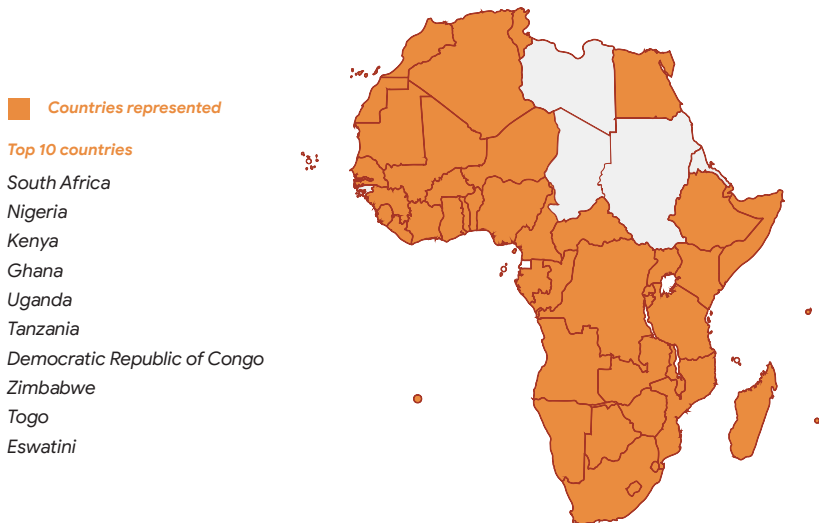 Countries represented
Top 10 countries
South Africa
Nigeria
Kenya
Ghana
Uganda
Tanzania
Democratic Republic of Congo
Zimbabwe
Togo
Eswatini